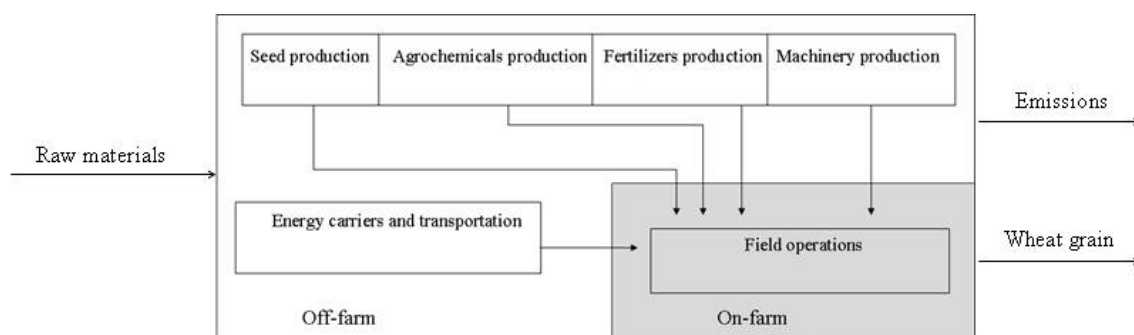 Seed production
Agrochemicals production
Fertilizers production
Machinery production
Emissions
Raw materials
Energy carriers and transportation
Field operations
Wheat grain
Off-farm
On-farm